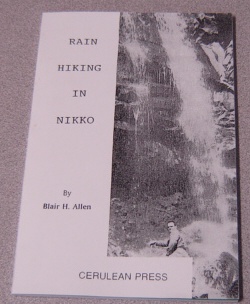 RAIN
HIKING
IN
NIKKO
By
Blair H. Allen
CERULEAN PRESS